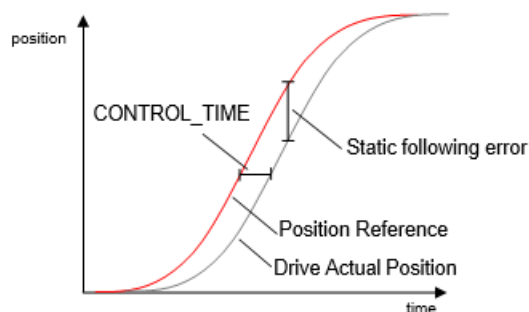 position
CONTROL_TIME
Static following error
Position Reference
Drive Actual Position
time